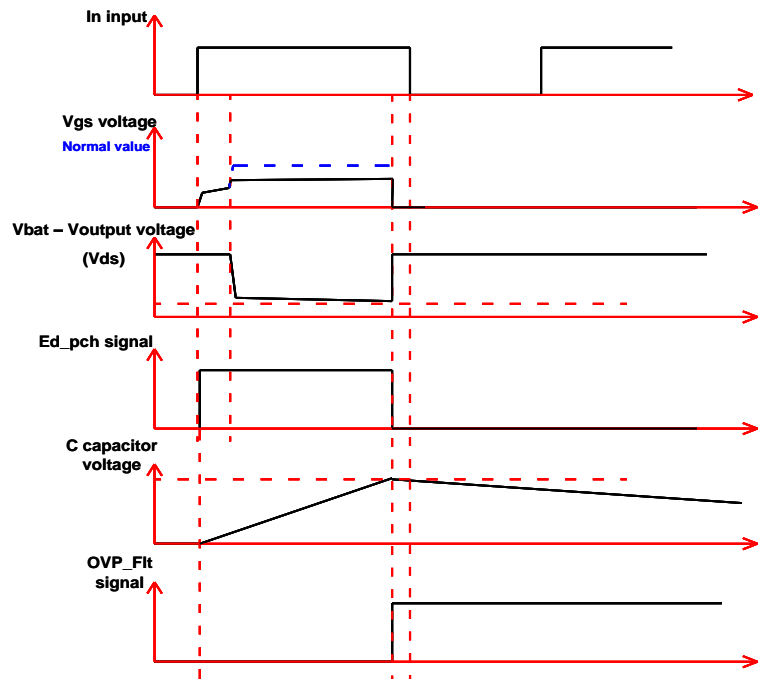 In input
Vgs voltage
Normal value
Vbat – Voutput voltage
(Vds)
Ed_pch signal
C capacitor
voltage
OVP_Flt
signal